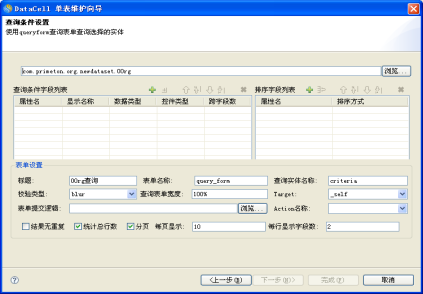 DataCell 单表维护向导
查询条件设置
使用queryform查询表单查询选择的实体
com.primeton.org.newdataset.OOrg 浏览...
查询条件字段列表 排序字段列表
属性名 显示名称 数据类型 控件类型 跨字段数 属性名 排序方式
表单设置
标题: OOrg查询 表单名称: query_form 查询实体名称: criteria
校验类型: blur 查询表单宽度: 100% Target: _self
表单提交逻辑: 浏览... Action名称:
结果无重复 统计总行数 分页 每页显示: 10 每行显示字段数: 2
<上一步(B) 下一步(N)> 完成(F) 取消